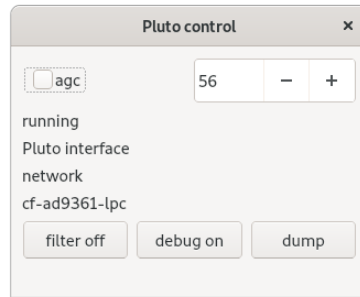 Pluto control ×
agc 56 − +
running
Pluto interface
network
cf-ad9361-lpc
filter off debug on dump